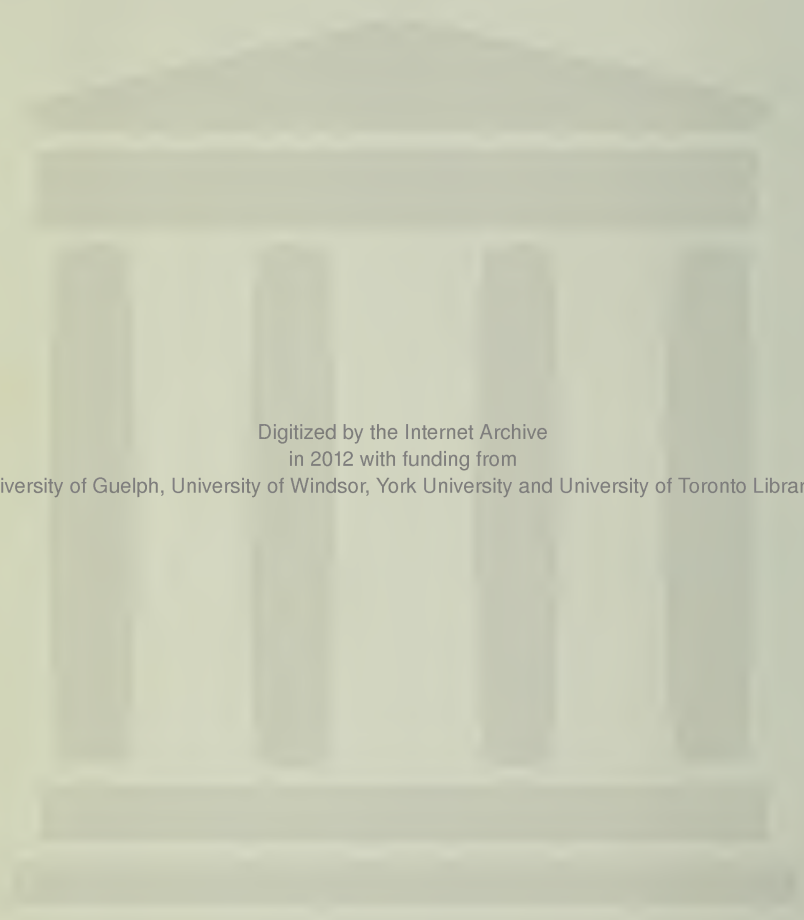 Digitized by the Internet Archive
in 2012 with funding from
iversity of Guelph, University of Windsor, York University and University of Toronto Librar